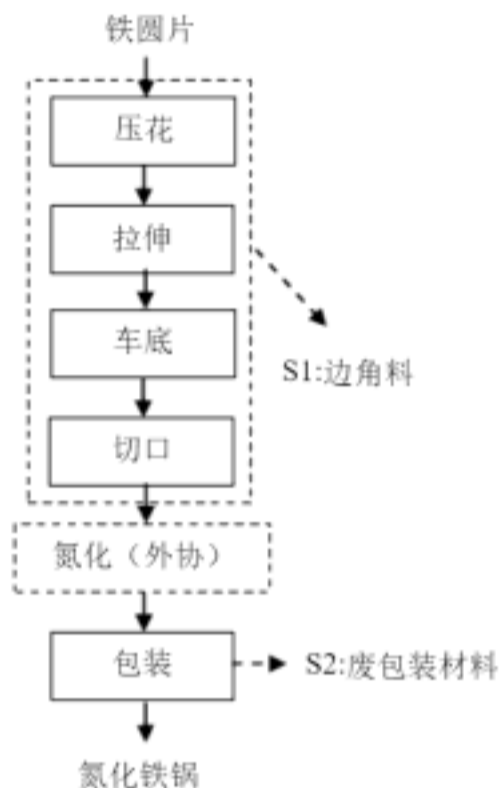 铁圆片
压花
拉伸
车底
S1:边角料
切口
氮化（外协）
包装
S2:废包装材料
氮化铁锅